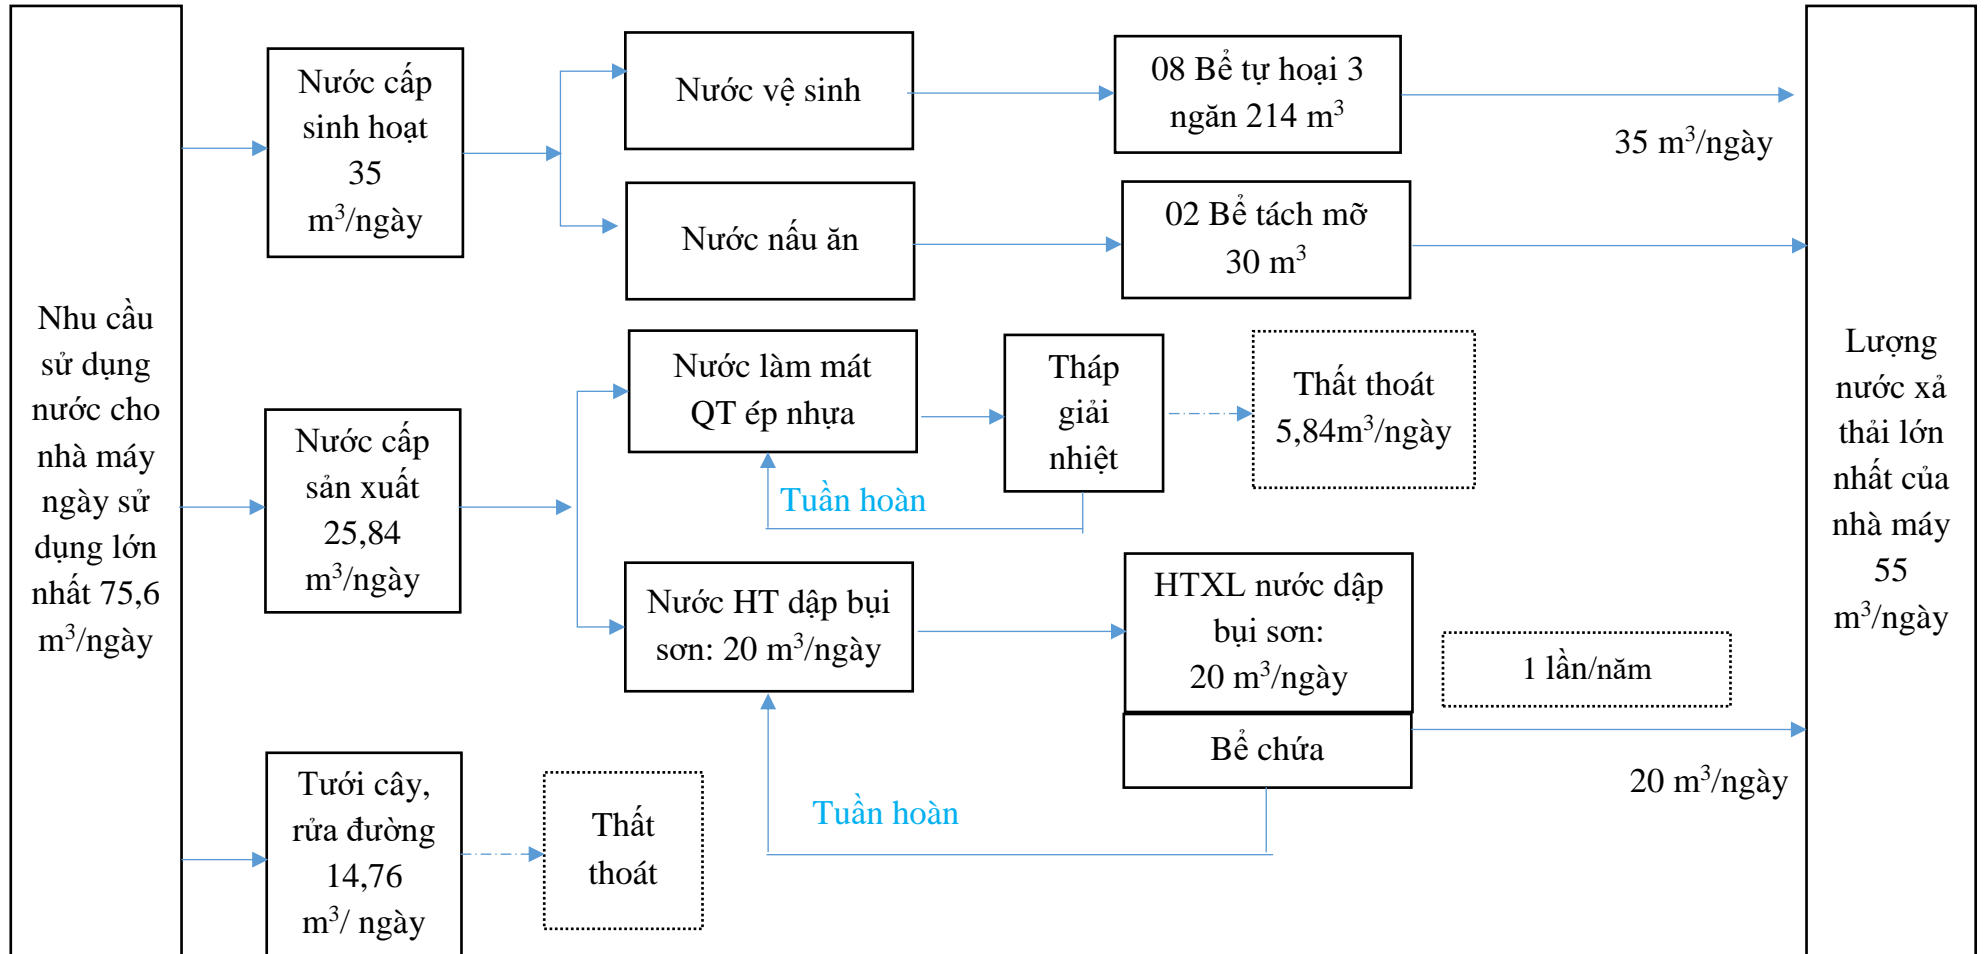 Nhu cầu
sử dụng
nước cho
nhà máy
ngày sử
dụng lớn
nhất 75,6
m³/ngày
Nước cấp
sinh hoạt
35
m³/ngày
Nước vệ sinh
08 Bể tự hoại 3
ngăn 214 m³
35 m³/ngày
Nước nấu ăn
02 Bể tách mỡ
30 m³
Nước cấp
sản xuất
25,84
m³/ngày
Nước làm mát
QT ép nhựa
Tháp
giải
nhiệt
Thất thoát
5,84m³/ngày
Tuần hoàn
Nước HT dập bụi
sơn: 20 m³/ngày
HTXL nước dập
bụi sơn:
20 m³/ngày
Bể chứa
1 lần/năm
20 m³/ngày
Tuần hoàn
Tưới cây,
rửa đường
14,76
m³/ ngày
Thất
thoát
Lượng
nước xả
thải lớn
nhất của
nhà máy
55
m³/ngày